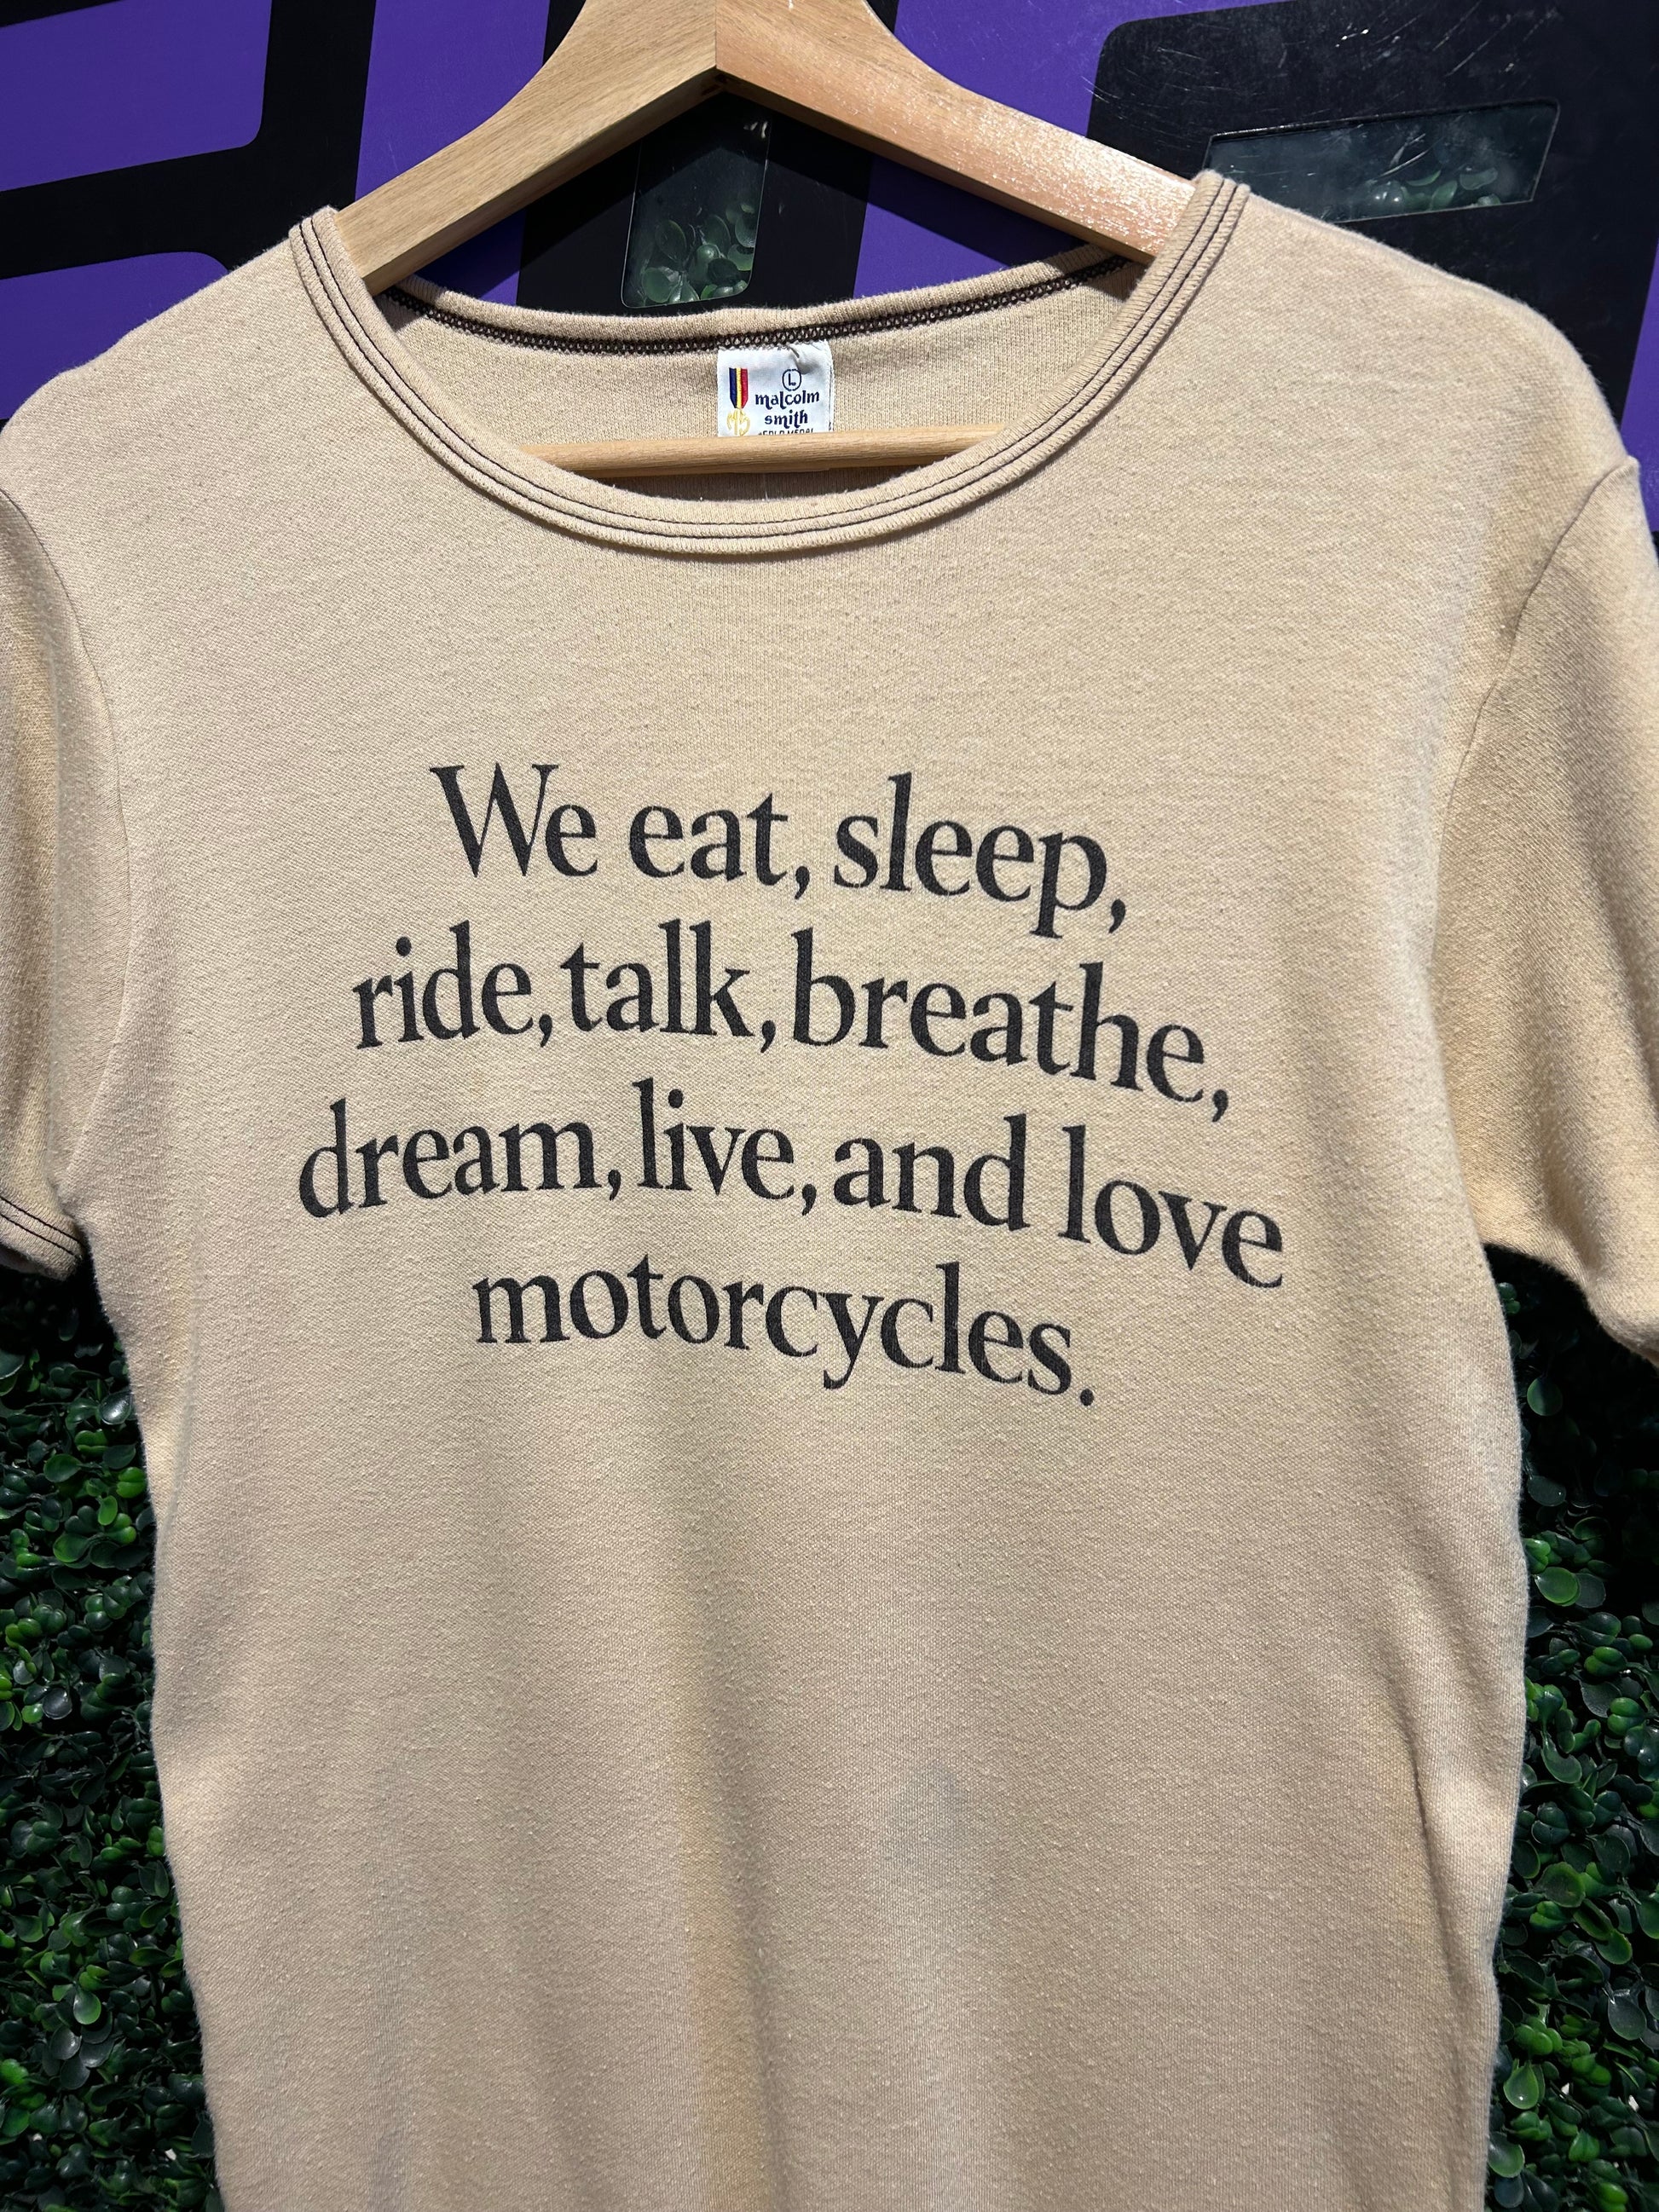 L
malcolm
smith
We eat, sleep,
ride, talk, breathe,
dream, live, and love
motorcycles.